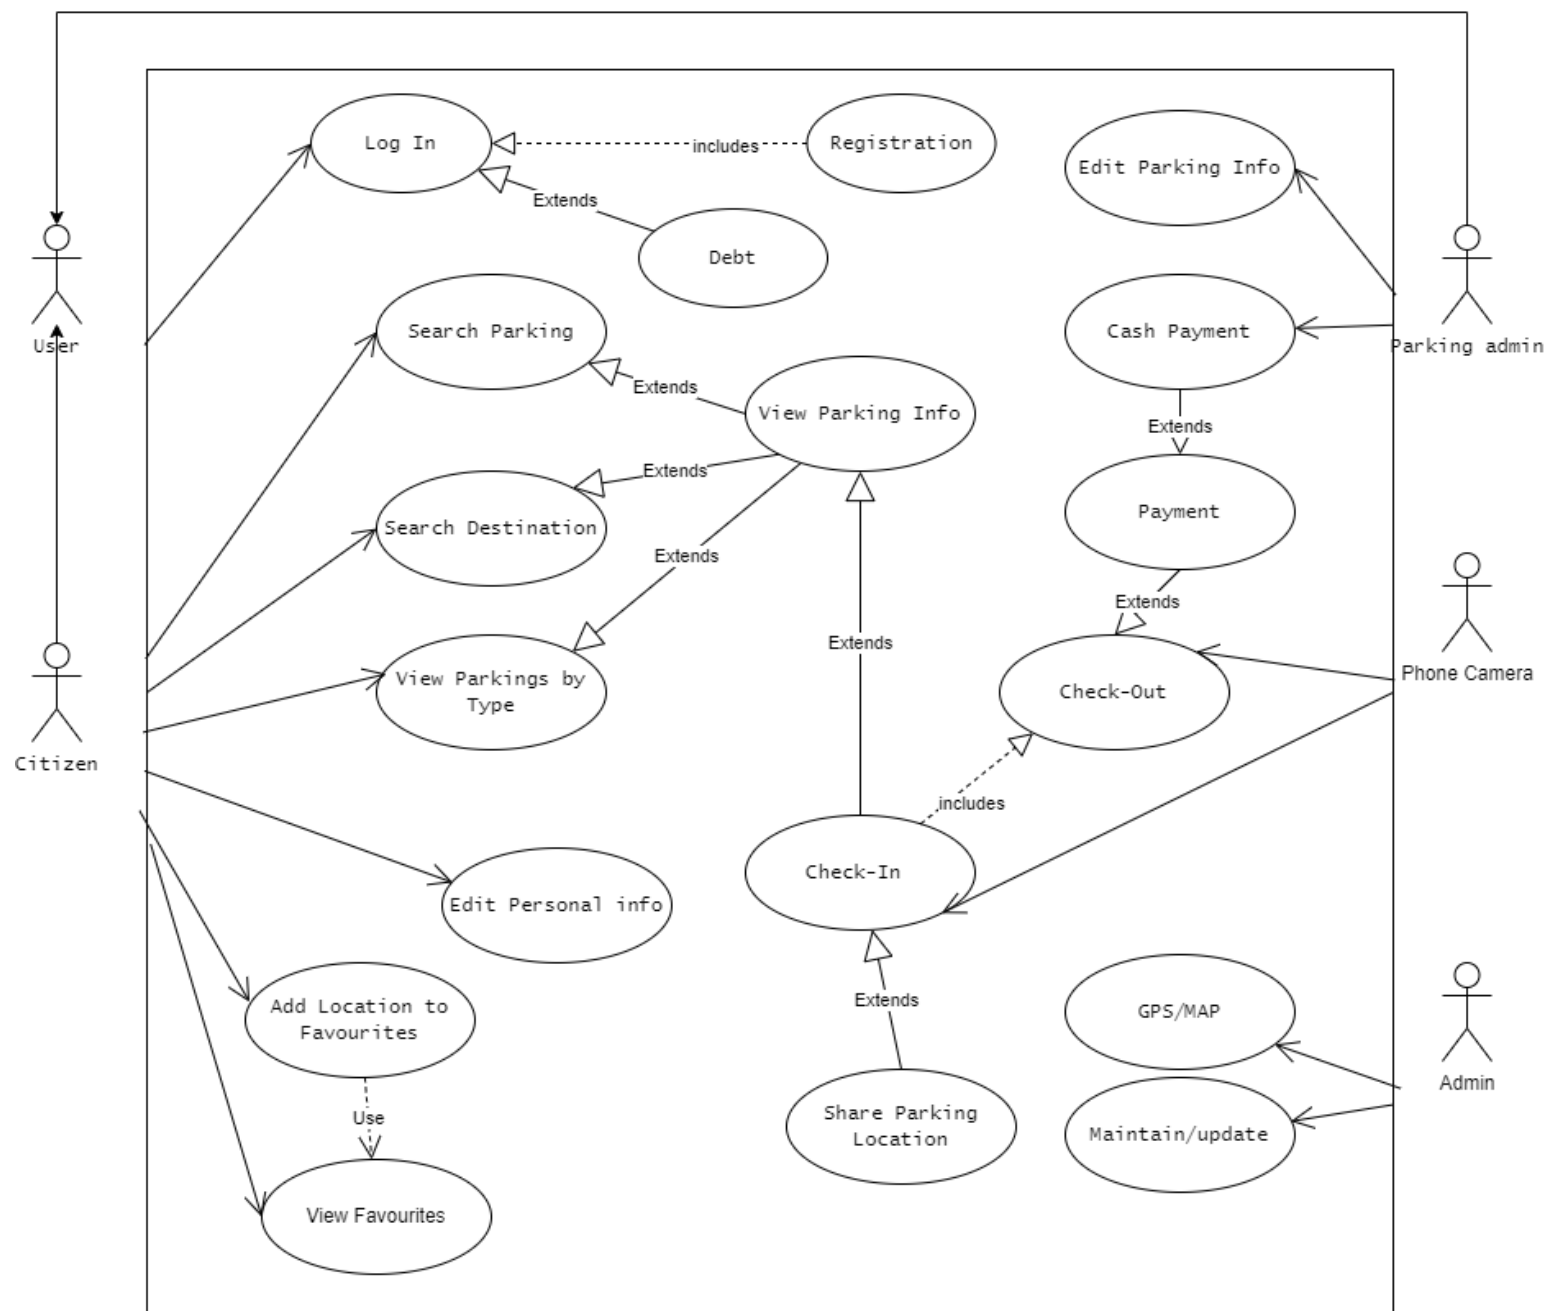 Log In
includes
Registration
Edit Parking Info
Extends
Debt
User
Search Parking
Cash Payment
Parking admin
Extends
View Parking Info
Extends
Extends
Search Destination
Payment
Extends
Extends
Extends
View Parkings by
Type
Check-Out
Phone Camera
Citizen
includes
Check-In
Edit Personal info
Extends
Add Location to
Favourites
GPS/MAP
Admin
Use
Share Parking
Location
Maintain/update
View Favourites